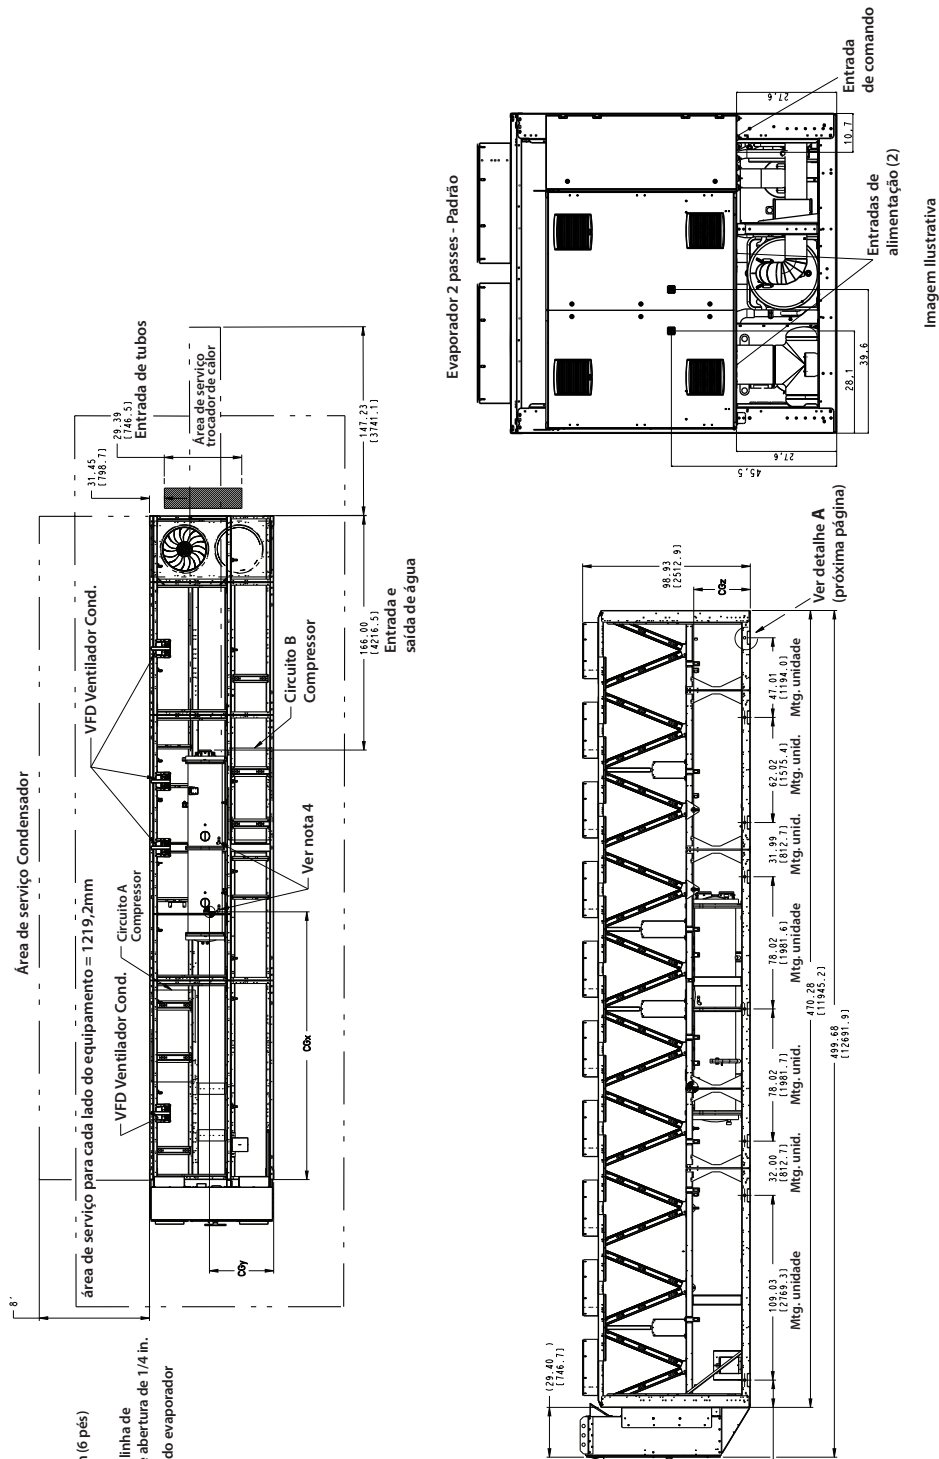 n (6 pés)
linha de
e abertura de 1/4 in.
do evaporador
Área de serviço Condensador
8'
área de serviço para cada lado do equipamento = 1219,2mm
VFD Ventilador Cond.
VFD Ventilador Cond.
Circuito A
Compressor
Circuito B
Compressor
Ver nota 4
CGx
CGy
31.45
[798.7]
29.39
[746.5]
Entrada de tubos
Área de serviço
trocador de calor
147.23
[3741.1]
166.00
[4216.5]
Entrada e
saída de água
Evaporador 2 passes - Padrão
27,6
10,7
Entrada
de comando
Entradas de
alimentação (2)
28,1
39,6
27,6
45,5
Imagem Ilustrativa
98.93
[2512.9]
CGz
Ver detalhe A
(próxima página)
(29.40 )
[746.7]
109.03
[2769.3]
Mtg. unidade
32.00
[812.7]
Mtg. unid.
78.02
[1981.7]
Mtg. unid.
78.02
[1981.6]
Mtg. unidade
31.99
[812.7]
Mtg. unid.
62.02
[1575.4]
Mtg. unid.
47.01
[1194.0]
Mtg. unidade
470.28
[11945.2]
499.68
[12691.9]